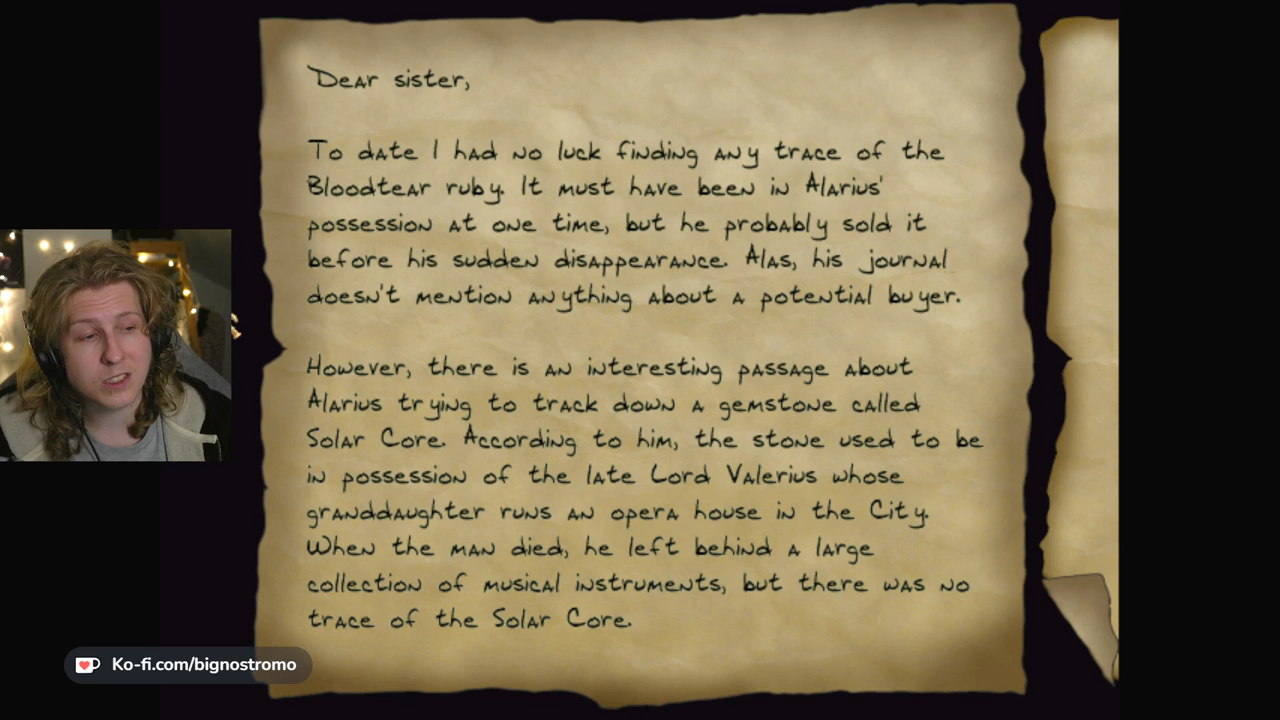 Dear sister,
To date I had no luck finding any trace of the
Bloodtear ruby. It must have been in Alarius'
possession at one time, but he probably sold it
before his sudden disappearance. Alas, his journal
doesn't mention anything about a potential buyer.
However, there is an interesting passage about
Alarius trying to track down a gemstone called
Solar Core. According to him, the stone used to be
in possession of the late Lord Valerius whose
granddaughter runs an opera house in the City.
When the man died, he left behind a large
collection of musical instruments, but there was no
trace of the Solar Core.
Ko-fi.com/bignostromo